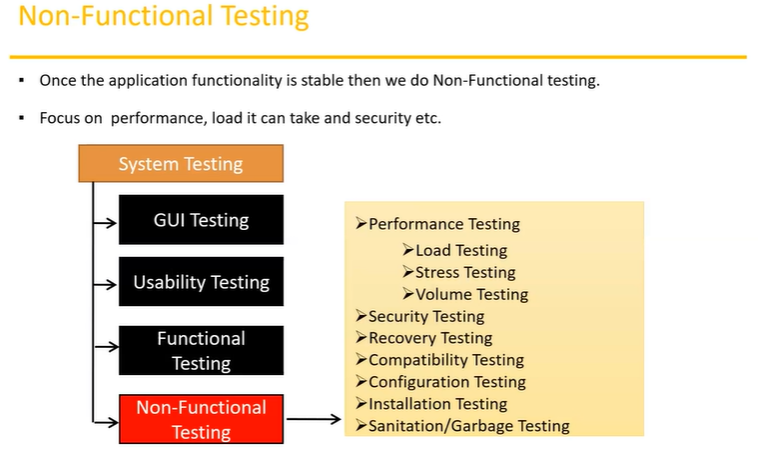 Non-Functional Testing
▪ Once the application functionality is stable then we do Non-Functional testing.
▪ Focus on performance, load it can take and security etc.
System Testing
GUI Testing
Usability Testing
Functional
Testing
Non-Functional
Testing
➢Performance Testing
➢Load Testing
➢Stress Testing
➢Volume Testing
➢Security Testing
➢Recovery Testing
➢Compatibility Testing
➢Configuration Testing
➢Installation Testing
➢Sanitation/Garbage Testing